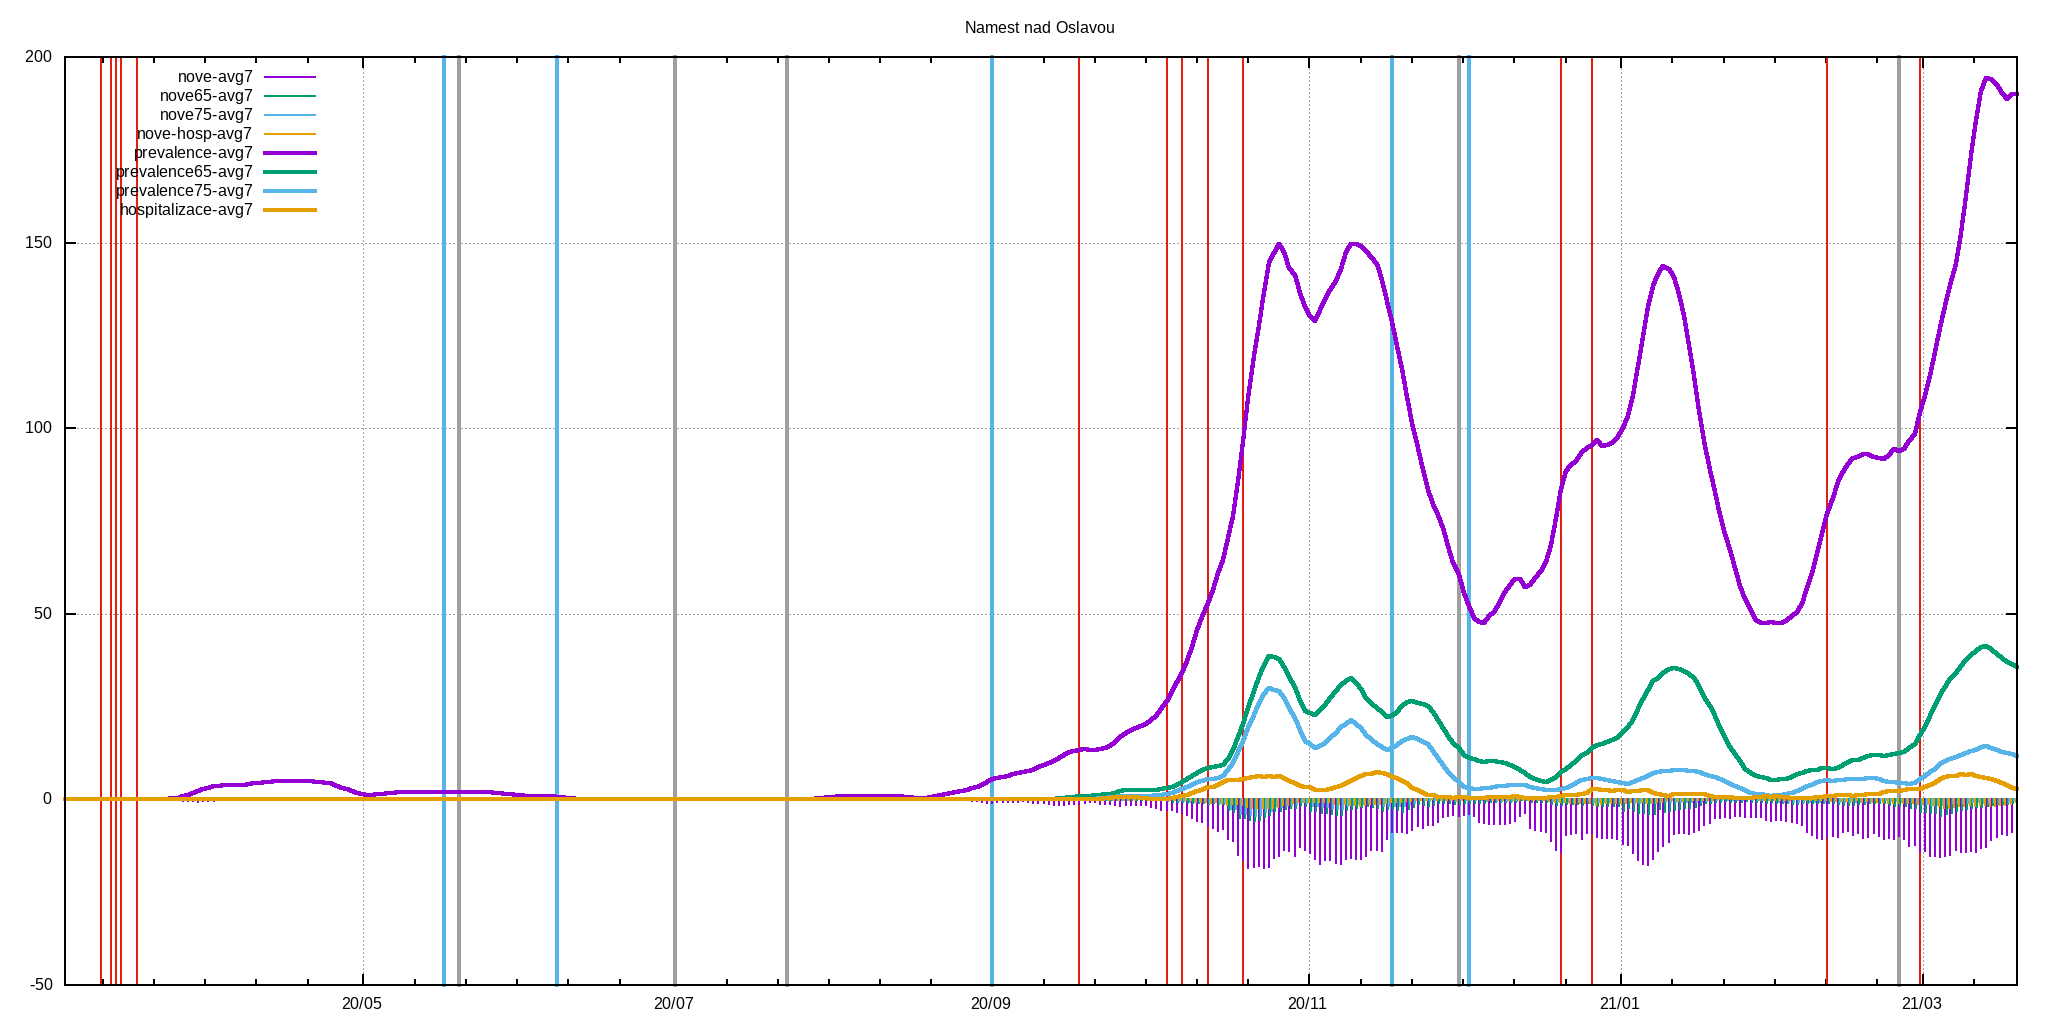 Namest nad Oslavou
200
150
100
50
0
-50
nove-avg7
nove65-avg7
nove75-avg7
nove-hosp-avg7
prevalence-avg7
prevalence65-avg7
prevalence75-avg7
hospitalizace-avg7
20/05 20/07 20/09 20/11 21/01 21/03